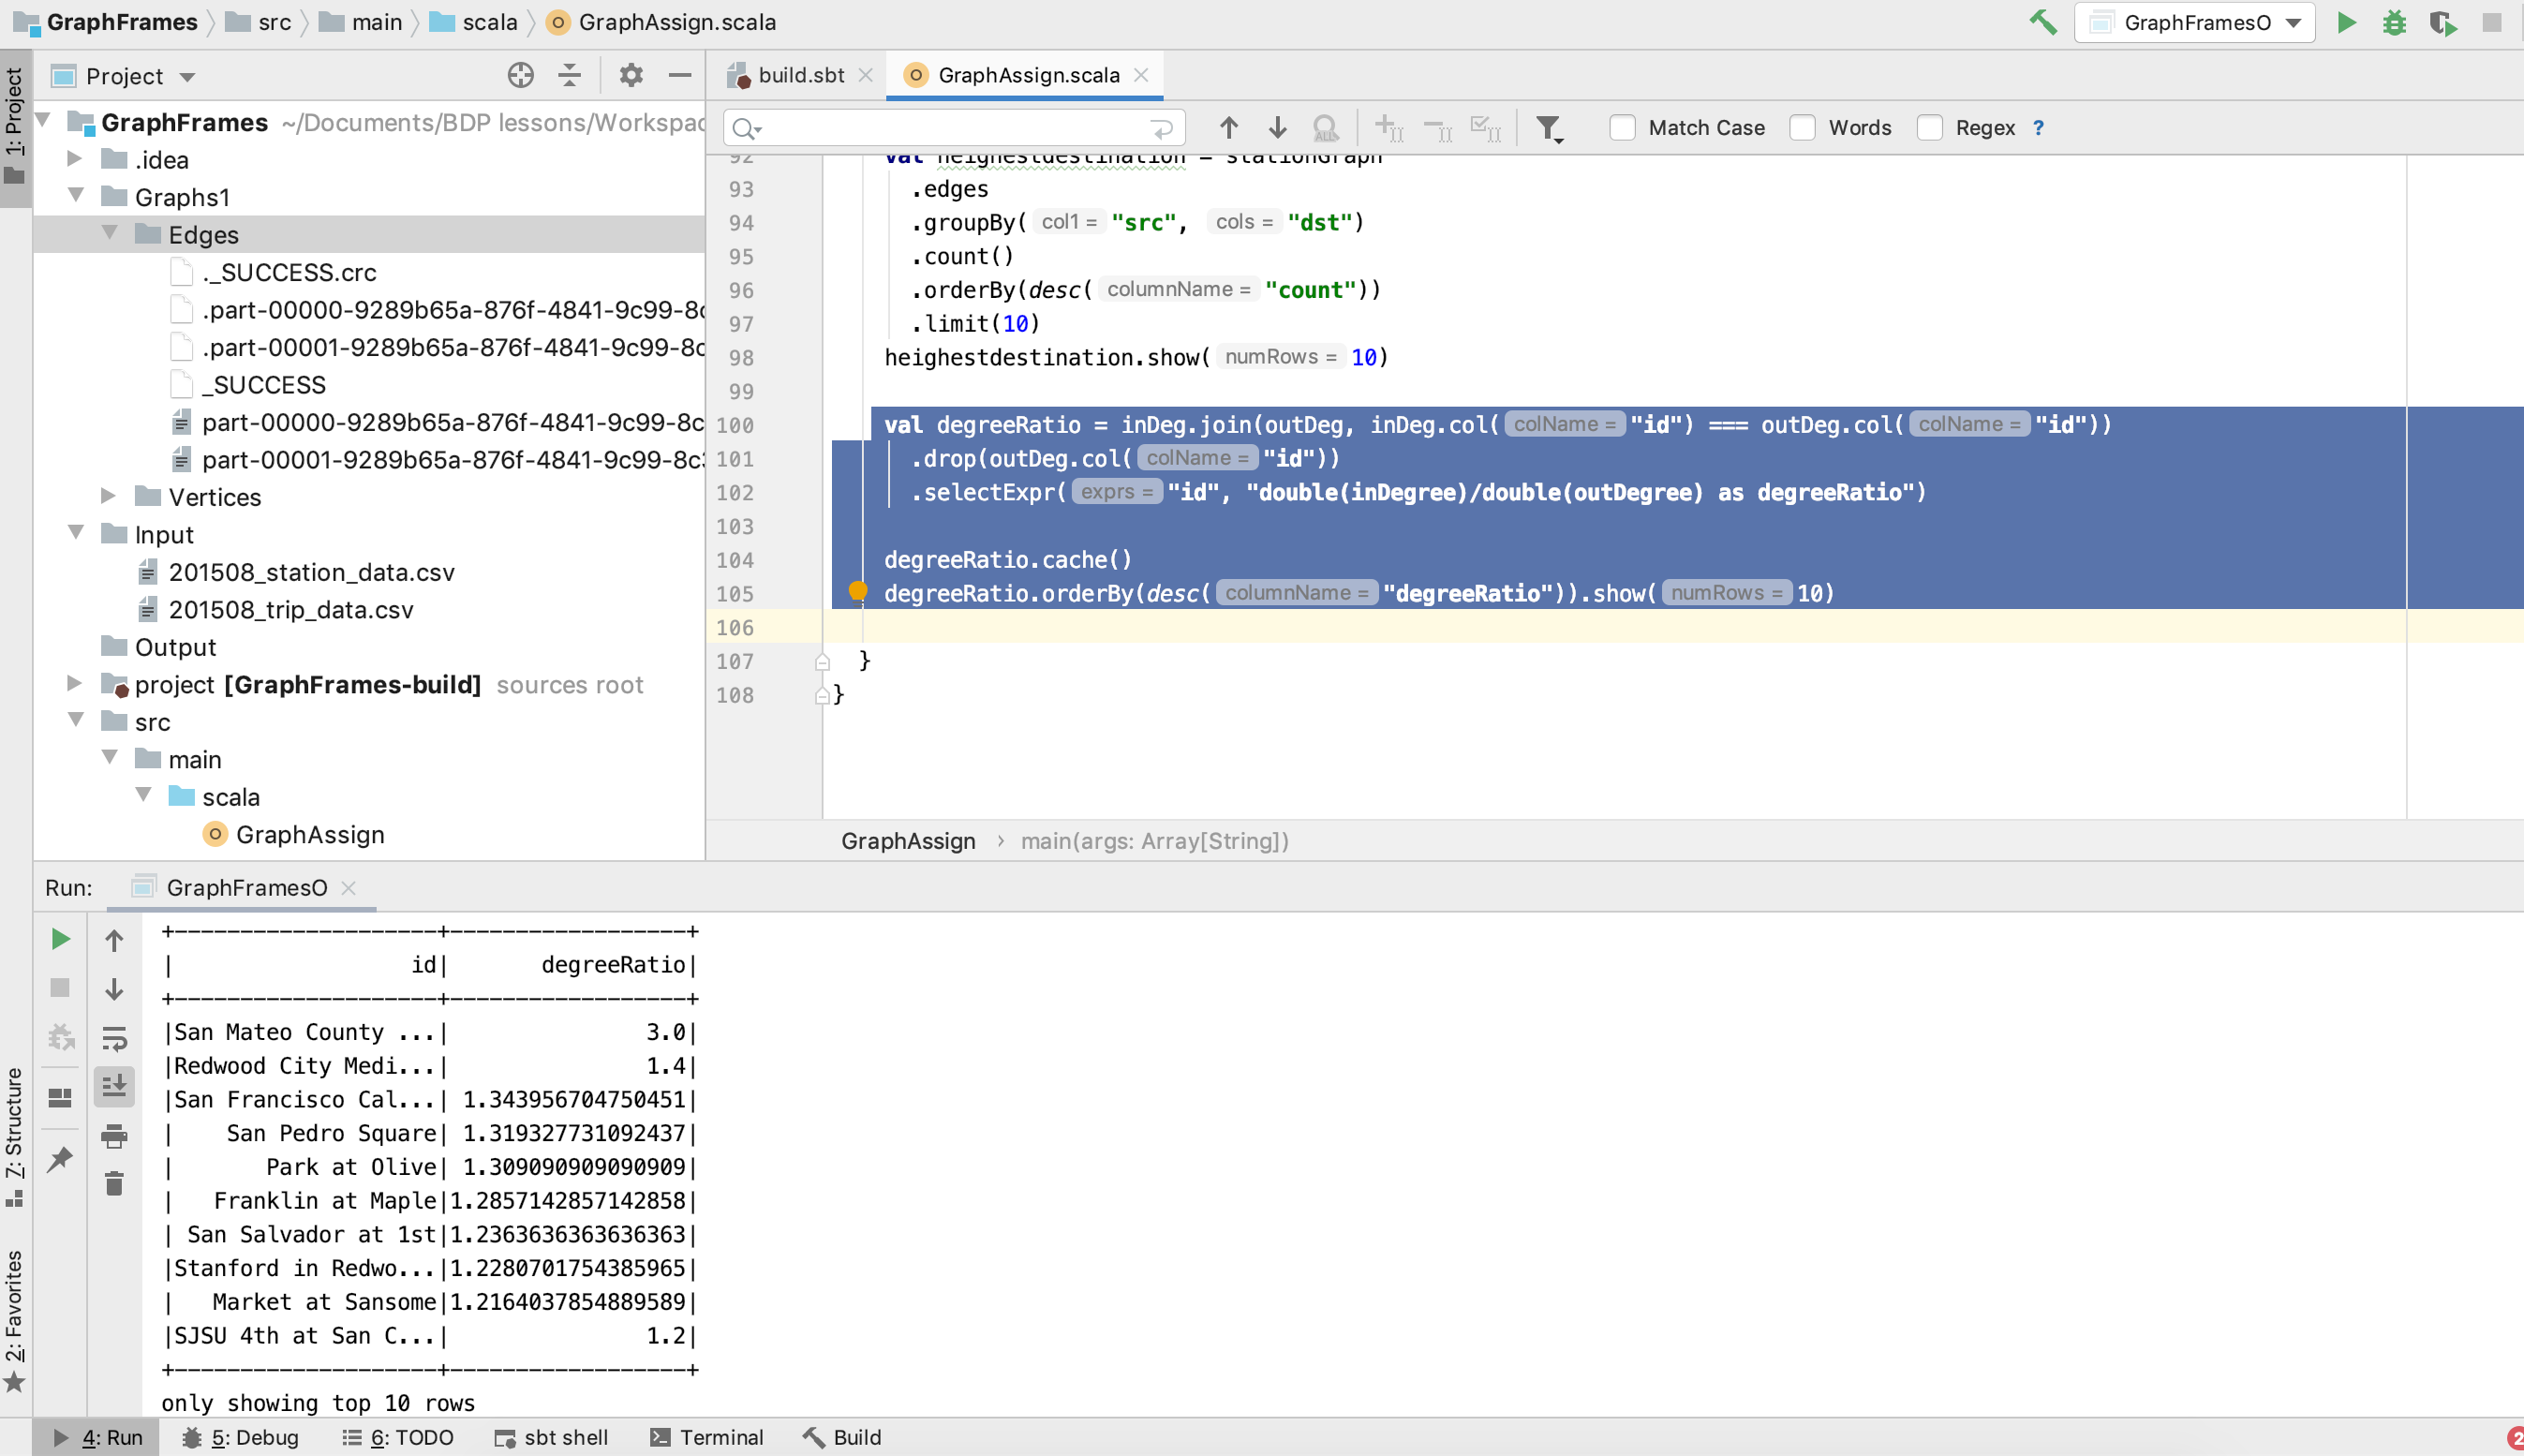 GraphFrames src main scala GraphAssign.scala GraphFramesO
1: Project
Project
build.sbt GraphAssign.scala
Match Case Words Regex ?
GraphFrames ~/Documents/BDP lessons/Workspac
.idea
Graphs1
Edges
._SUCCESS.crc
.part-00000-9289b65a-876f-4841-9c99-8c
.part-00001-9289b65a-876f-4841-9c99-8c
_SUCCESS
part-00000-9289b65a-876f-4841-9c99-8c
part-00001-9289b65a-876f-4841-9c99-8c
Vertices
Input
201508_station_data.csv
201508_trip_data.csv
Output
project [GraphFrames-build] sources root
src
main
scala
GraphAssign
92 val heighestdestination = stationGraph
93 .edges
94 .groupBy( col1 = "src", cols = "dst")
95 .count()
96 .orderBy(desc( columnName = "count"))
97 .limit(10)
98 heighestdestination.show( numRows = 10)
99
100 val degreeRatio = inDeg.join(outDeg, inDeg.col( colName = "id") === outDeg.col( colName = "id"))
101 .drop(outDeg.col( colName = "id"))
102 .selectExpr( exprs = "id", "double(inDegree)/double(outDegree) as degreeRatio")
103
104 degreeRatio.cache()
105 degreeRatio.orderBy(desc( columnName = "degreeRatio")).show( numRows = 10)
106
107 }
108 }
GraphAssign › main(args: Array[String])
Run: GraphFramesO
7: Structure
2: Favorites
+--------------------+------------------+
| id| degreeRatio|
+--------------------+------------------+
|San Mateo County ...| 3.0|
|Redwood City Medi...| 1.4|
|San Francisco Cal...| 1.343956704750451|
| San Pedro Square| 1.319327731092437|
| Park at Olive| 1.309090909090909|
| Franklin at Maple|1.2857142857142858|
| San Salvador at 1st|1.2363636363636363|
|Stanford in Redwo...|1.2280701754385965|
| Market at Sansome|1.2164037854889589|
|SJSU 4th at San C...| 1.2|
+--------------------+------------------+
only showing top 10 rows
4: Run 5: Debug 6: TODO sbt shell Terminal Build 2